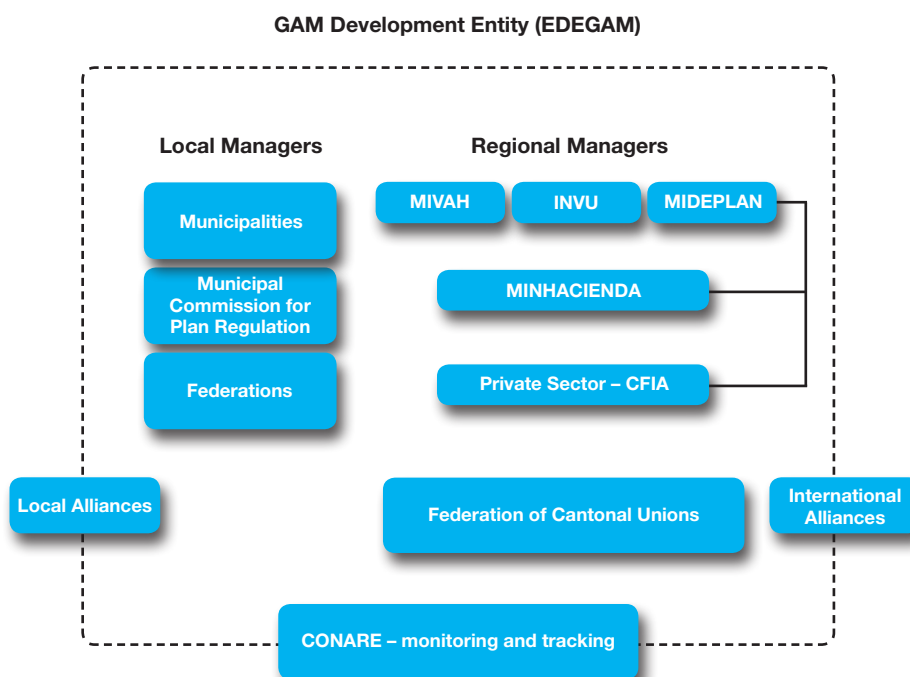 GAM Development Entity (EDEGAM)
Local Managers
Regional Managers
Municipalities
MIVAH
INVU
MIDEPLAN
Municipal
Commission for
Plan Regulation
MINHACIENDA
Federations
Private Sector – CFIA
Local Alliances
Federation of Cantonal Unions
International
Alliances
CONARE – monitoring and tracking